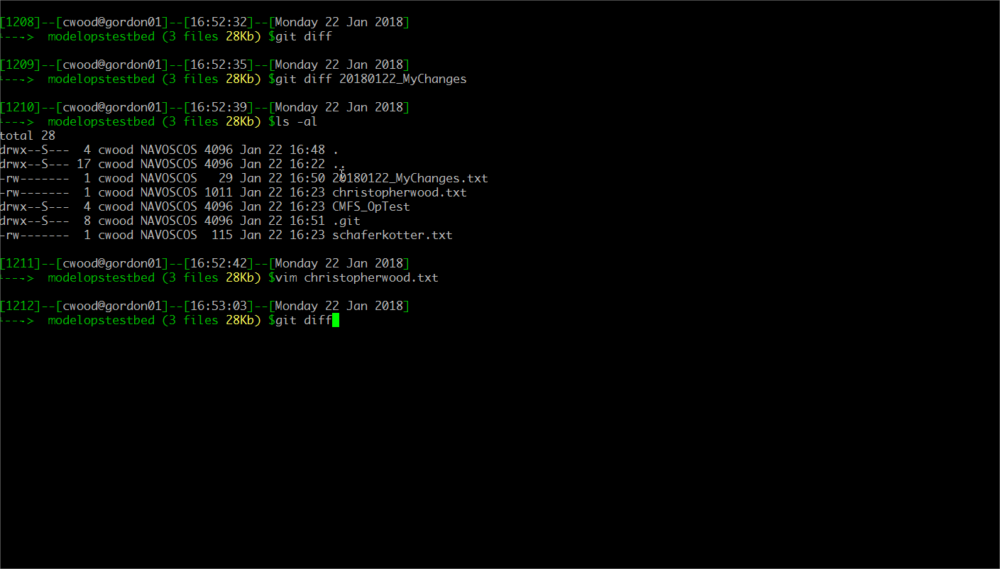 [1208]--[cwood@gordon01]--[16:52:32]--[Monday 22 Jan 2018]
----> modelopstestbed (3 files 28Kb) $git diff
[1209]--[cwood@gordon01]--[16:52:35]--[Monday 22 Jan 2018]
----> modelopstestbed (3 files 28Kb) $git diff 20180122_MyChanges
[1210]--[cwood@gordon01]--[16:52:39]--[Monday 22 Jan 2018]
----> modelopstestbed (3 files 28Kb) $ls -al
total 28
drwx--S--- 4 cwood NAVOSCOS 4096 Jan 22 16:48 .
drwx--S--- 17 cwood NAVOSCOS 4096 Jan 22 16:22 ..
-rw------- 1 cwood NAVOSCOS 29 Jan 22 16:50 20180122_MyChanges.txt
-rw------- 1 cwood NAVOSCOS 1011 Jan 22 16:23 christopherwood.txt
drwx--S--- 4 cwood NAVOSCOS 4096 Jan 22 16:23 CMFS_OpTest
drwx--S--- 8 cwood NAVOSCOS 4096 Jan 22 16:51 .git
-rw------- 1 cwood NAVOSCOS 115 Jan 22 16:23 schaferkotter.txt
[1211]--[cwood@gordon01]--[16:52:42]--[Monday 22 Jan 2018]
----> modelopstestbed (3 files 28Kb) $vim christopherwood.txt
[1212]--[cwood@gordon01]--[16:53:03]--[Monday 22 Jan 2018]
----> modelopstestbed (3 files 28Kb) $git diff